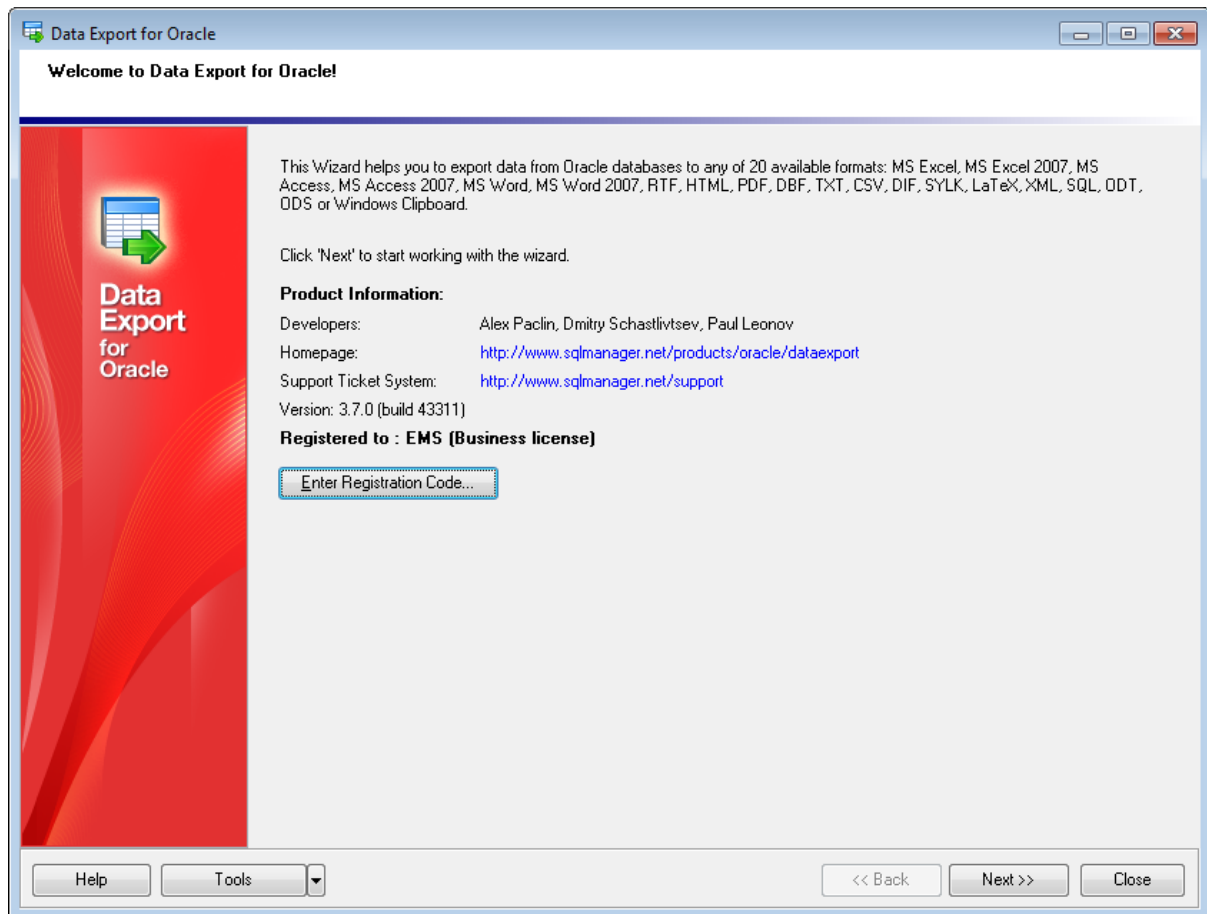 Data Export for Oracle
Welcome to Data Export for Oracle!
This Wizard helps you to export data from Oracle databases to any of 20 available formats: MS Excel, MS Excel 2007, MS
Access, MS Access 2007, MS Word, MS Word 2007, RTF, HTML, PDF, DBF, TXT, CSV, DIF, SYLK, LaTeX, XML, SQL, ODT,
ODS or Windows Clipboard.
Click 'Next' to start working with the wizard.
Data
Export
for
Oracle
Product Information:
Developers: Alex Paclin, Dmitry Schastlivtsev, Paul Leonov
Homepage: http://www.sqlmanager.net/products/oracle/dataexport
Support Ticket System: http://www.sqlmanager.net/support
Version: 3.7.0 (build 43311)
Registered to : EMS (Business license)
Enter Registration Code...
Help Tools << Back Next >> Close